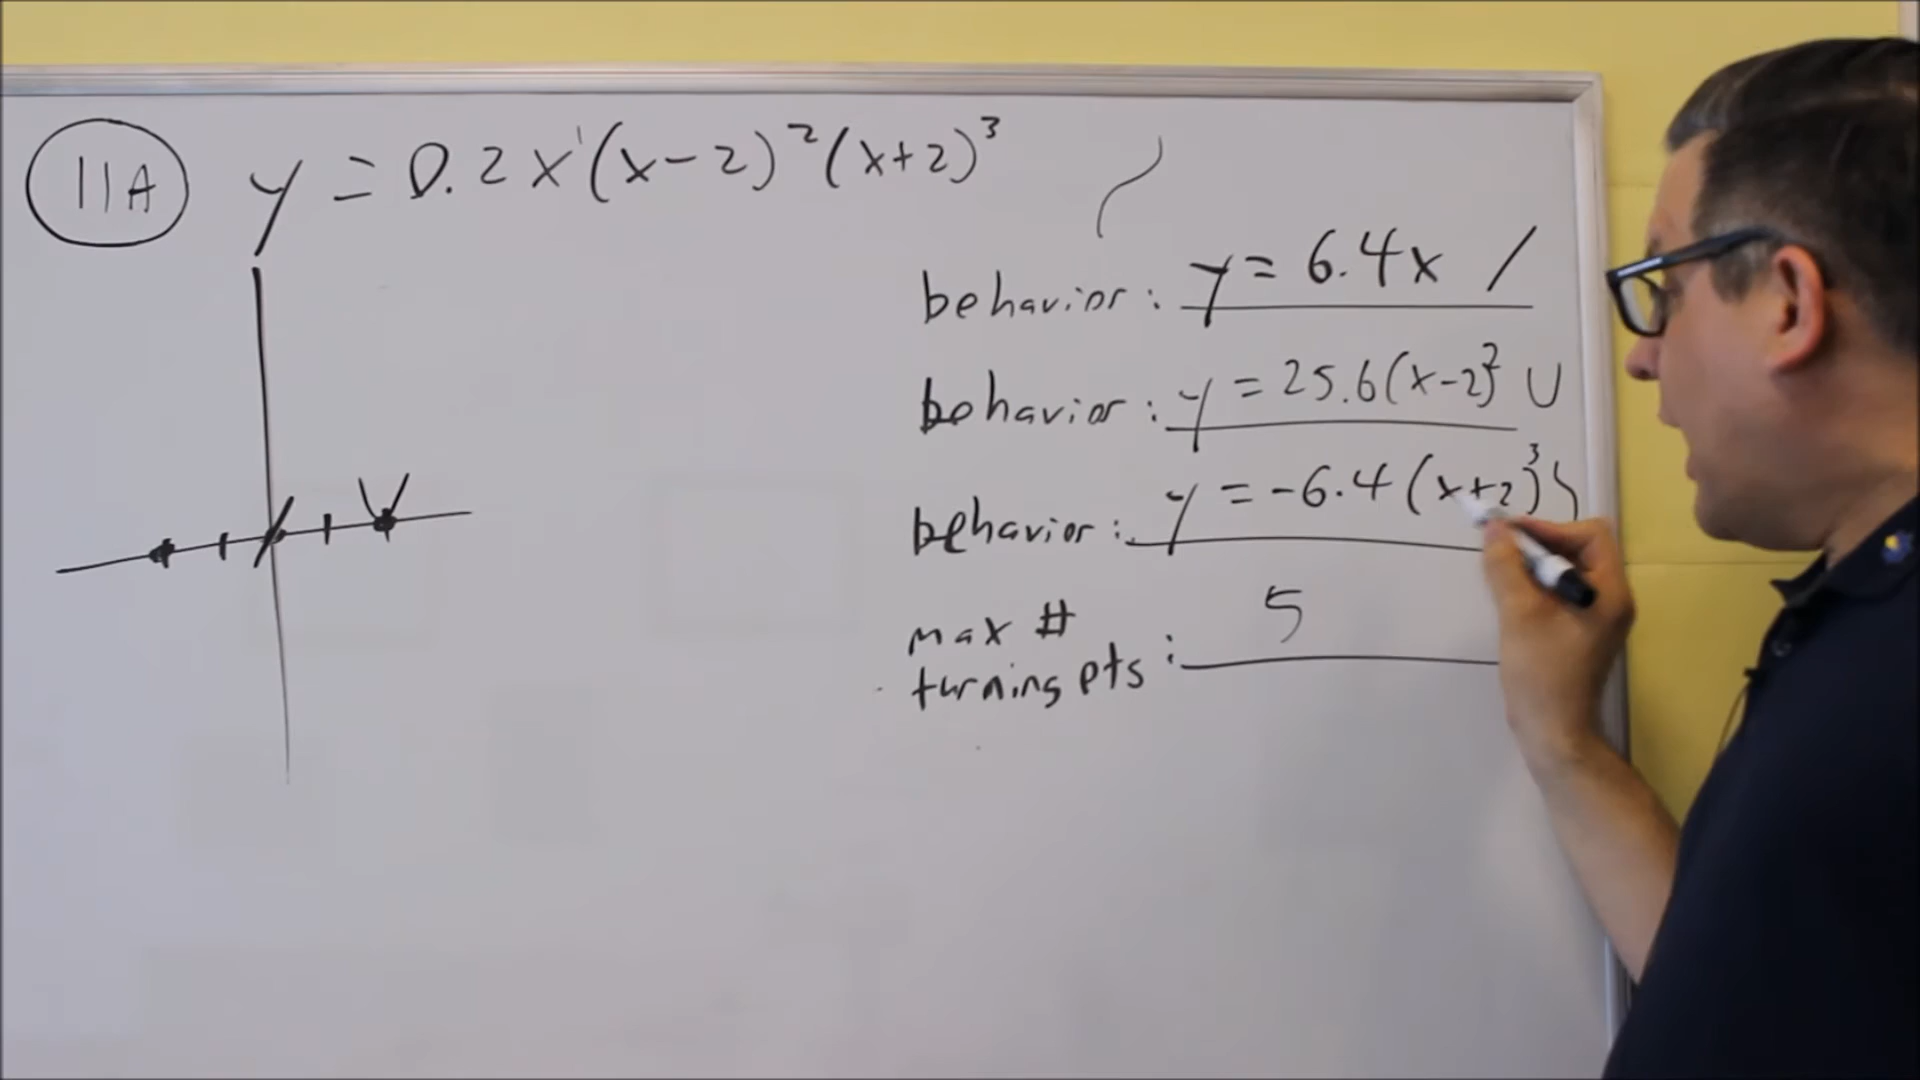 11A y = 0.2x¹(x-2)²(x+2)³
behavior: y = 6.4x /
behavior: y = 25.6(x-2)² U
behavior: y = -6.4(x+2)³
max #
turning pts: 5